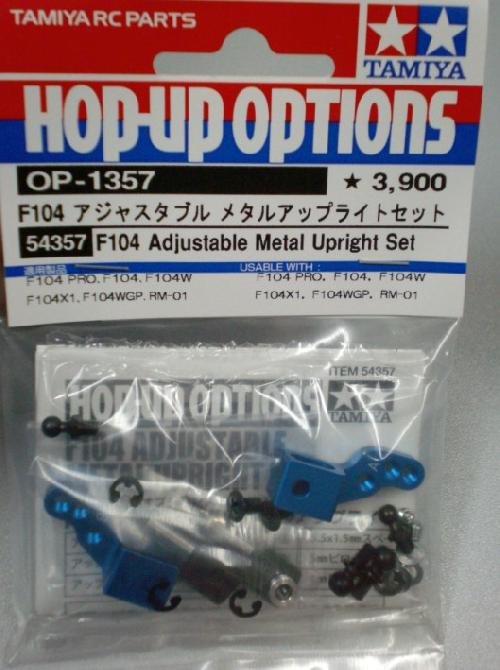 TAMIYA RC PARTS
TAMIYA
HOP-UP OPTIONS
OP-1357
★ 3,900
F104 アジャスタブル メタルアップライトセット
54357 F104 Adjustable Metal Upright Set
適用製品
USABLE WITH :
F104 PRO, F104, F104W
F104 PRO, F104, F104W
F104X1, F104WGP, RM-01
F104X1, F104WGP, RM-01
ITEM 54357
HOP-UP OPTIONS
TAMIYA
F104 ADJUSTABLE
METAL UPRIGHT